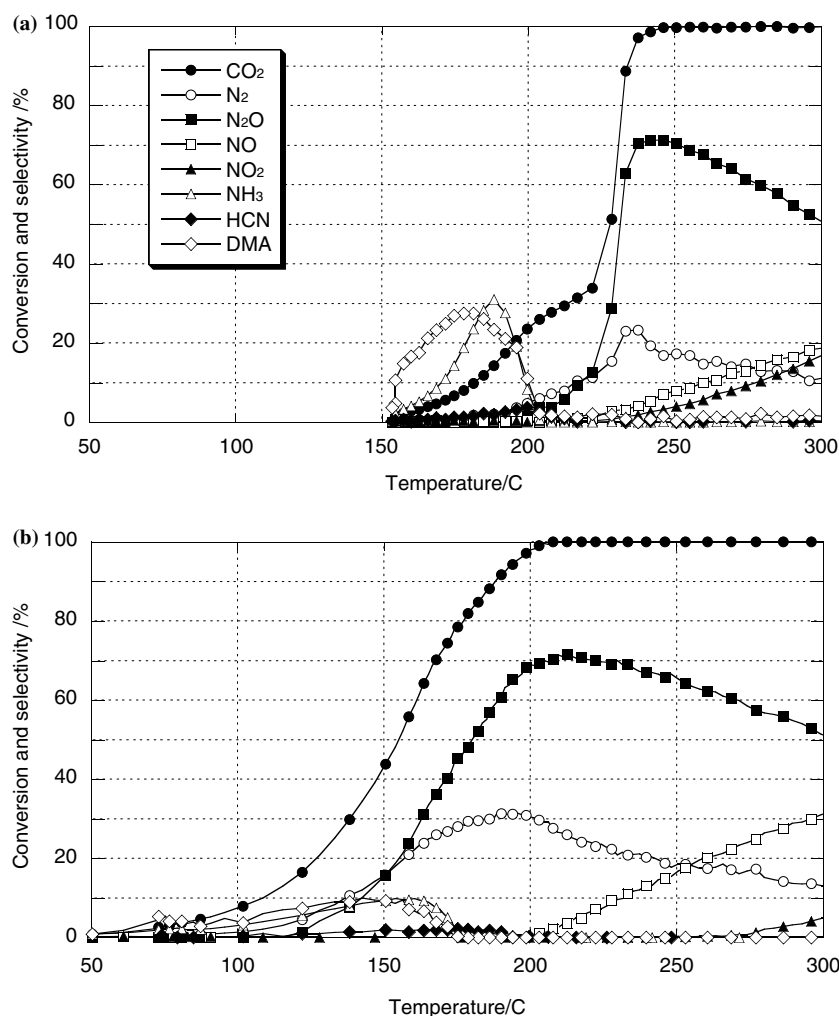 (a)
100
80
60
40
20
0
Conversion and selectivity /%
CO₂
N₂
N₂O
NO
NO₂
NH₃
HCN
DMA
50 100 150 200 250 300
Temperature/C
(b)
100
80
60
40
20
0
Conversion and selectivity /%
50 100 150 200 250 300
Temperature/C